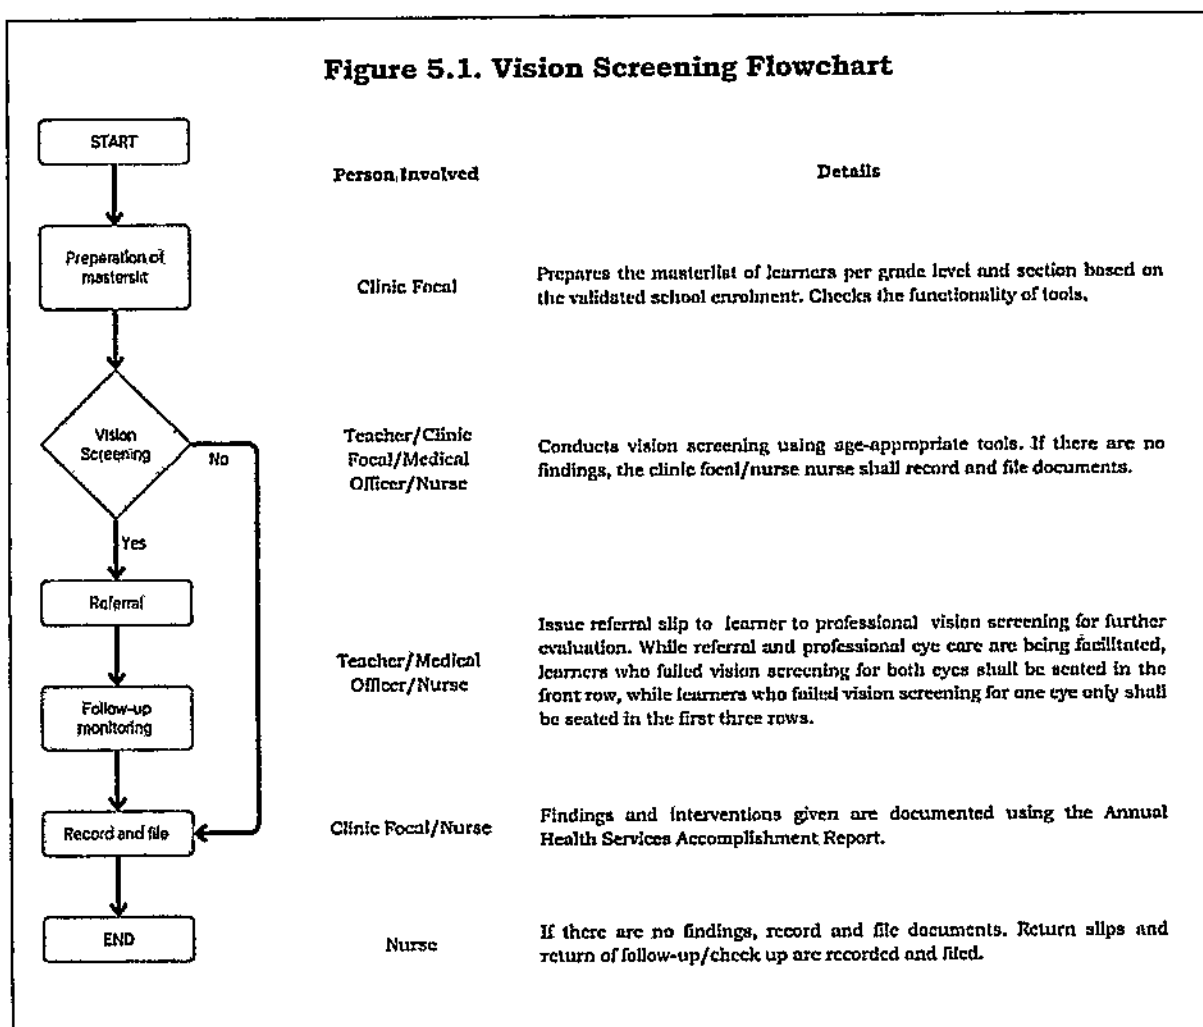 Figure 5.1. Vision Screening Flowchart
START
Person Involved
Details
Preparation of
masterslit
Clinic Focal
Prepares the masterlist of learners per grade level and section based on
the validated school enrolment. Checks the functionality of tools.
Vision
Screening
No
Yes
Teacher/Clinic
Focal/Medical
Officer/Nurse
Conducts vision screening using age-appropriate tools. If there are no
findings, the clinic focal/nurse nurse shall record and file documents.
Referral
Follow-up
monitoring
Teacher/Medical
Officer/Nurse
Issue referral slip to learner to professional vision screening for further
evaluation. While referral and professional eye care are being facilitated,
learners who failed vision screening for both eyes shall be seated in the
front row, while learners who failed vision screening for one eye only shall
be seated in the first three rows.
Record and file
Clinic Focal/Nurse
Findings and interventions given are documented using the Annual
Health Services Accomplishment Report.
END
Nurse
If there are no findings, record and file documents. Return slips and
return of follow-up/check up are recorded and filed.